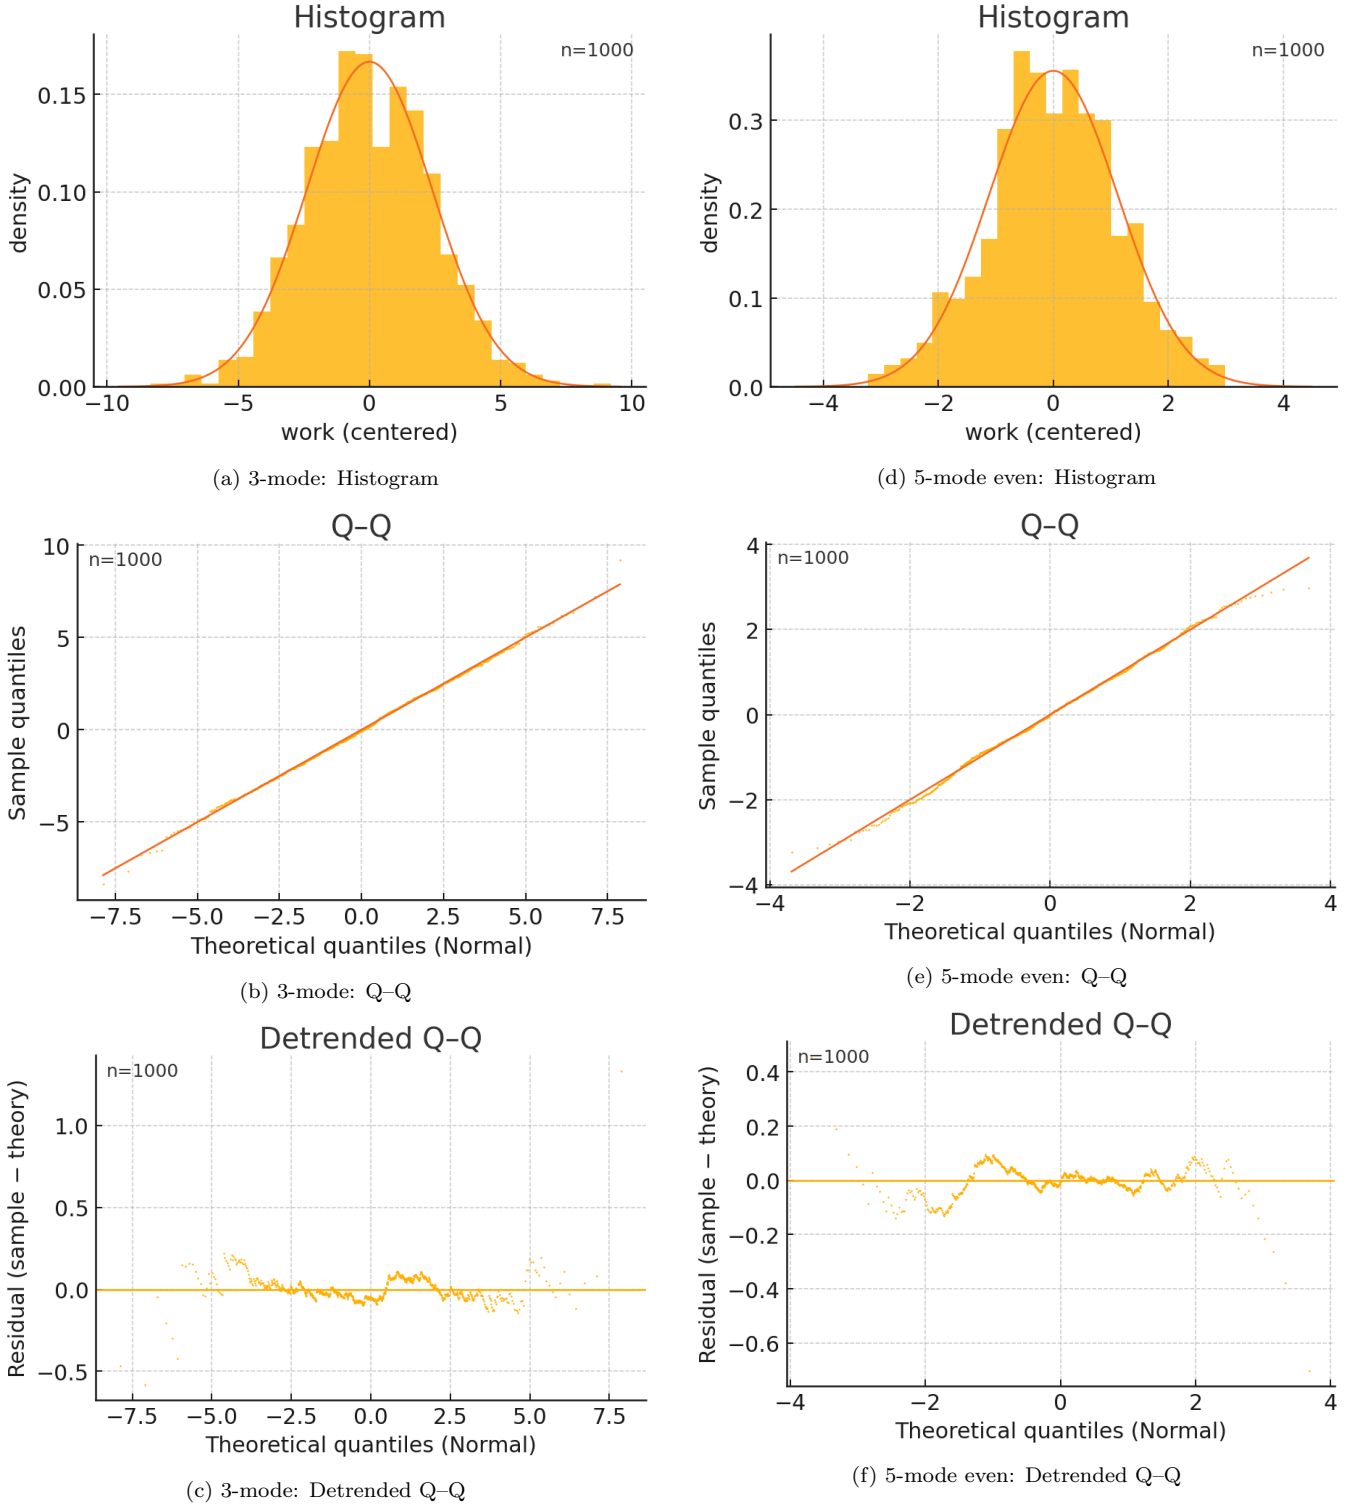 Histogram
n=1000
density
0.15
0.10
0.05
0.00
−10 −5 0 5 10
work (centered)
(a) 3-mode: Histogram
Histogram
n=1000
density
0.3
0.2
0.1
0.0
−4 −2 0 2 4
work (centered)
(d) 5-mode even: Histogram
Q–Q
n=1000
Sample quantiles
10
5
0
−5
−7.5 −5.0 −2.5 0.0 2.5 5.0 7.5
Theoretical quantiles (Normal)
(b) 3-mode: Q–Q
Q–Q
n=1000
Sample quantiles
4
2
0
−2
−4
−4 −2 0 2 4
Theoretical quantiles (Normal)
(e) 5-mode even: Q–Q
Detrended Q–Q
n=1000
Residual (sample − theory)
1.0
0.5
0.0
−0.5
−7.5 −5.0 −2.5 0.0 2.5 5.0 7.5
Theoretical quantiles (Normal)
(c) 3-mode: Detrended Q–Q
Detrended Q–Q
n=1000
Residual (sample − theory)
0.4
0.2
0.0
−0.2
−0.4
−0.6
−4 −2 0 2 4
Theoretical quantiles (Normal)
(f) 5-mode even: Detrended Q–Q